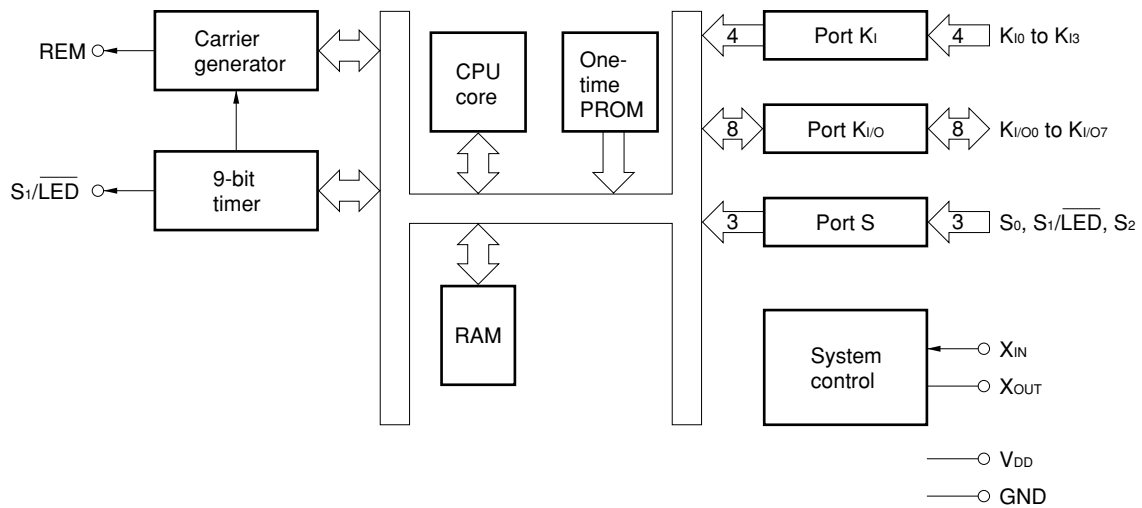 REM
Carrier
generator
S1/LED
9-bit
timer
CPU
core
One-
time
PROM
RAM
4
Port KI
4
KI0 to KI3
8
Port KI/O
8
KI/O0 to KI/O7
3
Port S
3
S0, S1/LED, S2
System
control
XIN
XOUT
VDD
GND